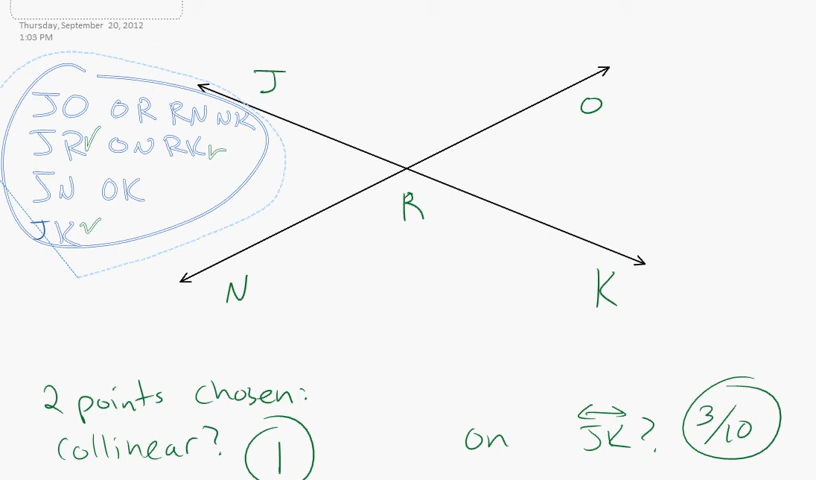 Thursday, September 20, 2012
1:03 PM
J
O
JO OR RN NK
JR✓ ON RK✓
JN OK
JK✓
R
N
K
2 points chosen:
collinear? 1 on JK? 3/10